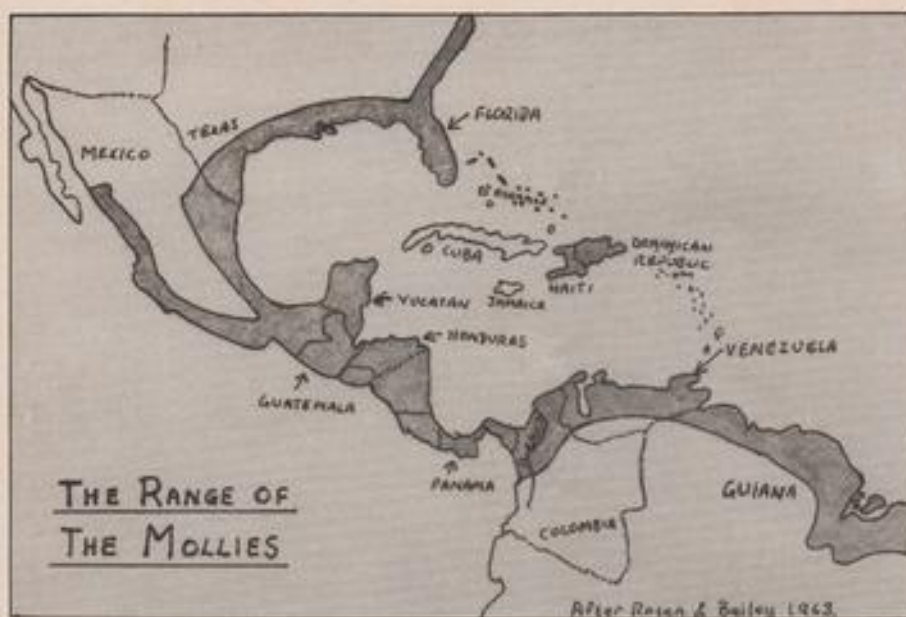 FLORIDA
TEXAS
MEXICO
BAHAMAS
CUBA
DOMINICAN
REPUBLIC
HAITI
JAMAICA
YUCATAN
HONDURAS
VENEZUELA
GUATEMALA
PANAMA
GUIANA
COLOMBIA
THE RANGE OF
THE MOLLIES
After Rosen & Bailey 1963.